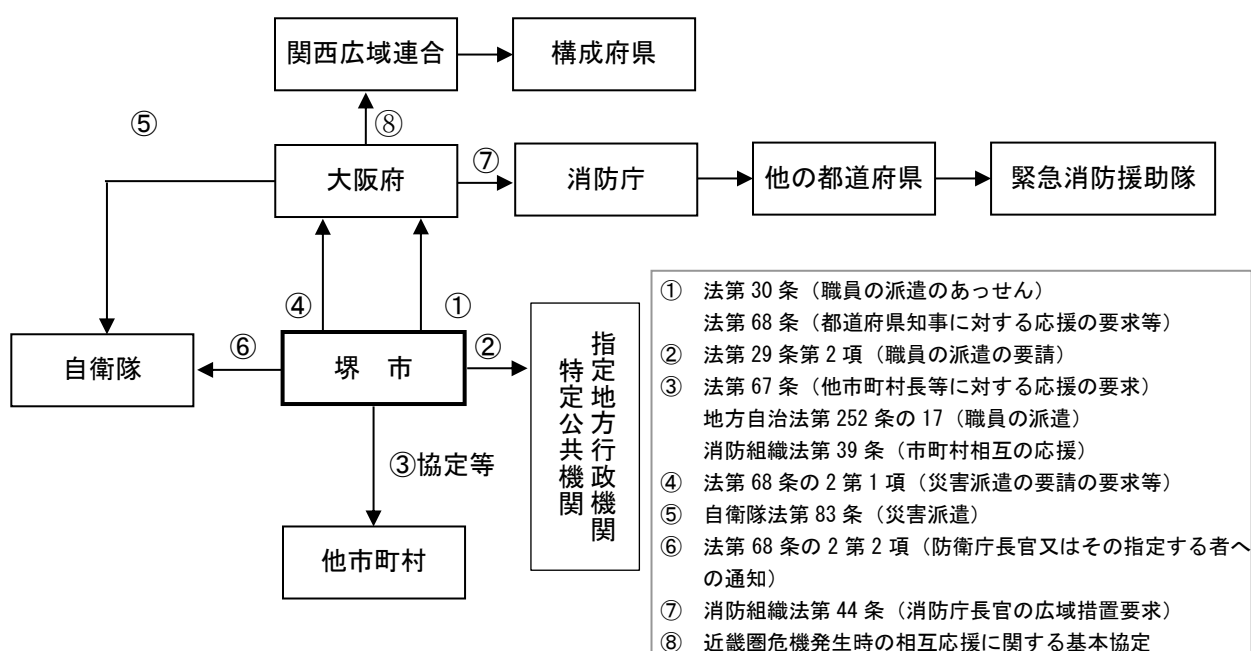 関西広域連合
構成府県
⑤
⑧
大阪府
⑦
消防庁
他の都道府県
緊急消防援助隊
④
①
自衛隊
⑥
堺 市
②
指定地方行政機関
特定公共機関
③協定等
他市町村
① 法第 30 条（職員の派遣のあっせん）
法第 68 条（都道府県知事に対する応援の要求等）
② 法第 29 条第 2 項（職員の派遣の要請）
③ 法第 67 条（他市町村長等に対する応援の要求）
地方自治法第 252 条の 17（職員の派遣）
消防組織法第 39 条（市町村相互の応援）
④ 法第 68 条の 2 第 1 項（災害派遣の要請の要求等）
⑤ 自衛隊法第 83 条（災害派遣）
⑥ 法第 68 条の 2 第 2 項（防衛庁長官又はその指定する者へ
の通知）
⑦ 消防組織法第 44 条（消防庁長官の広域措置要求）
⑧ 近畿圏危機発生時の相互応援に関する基本協定